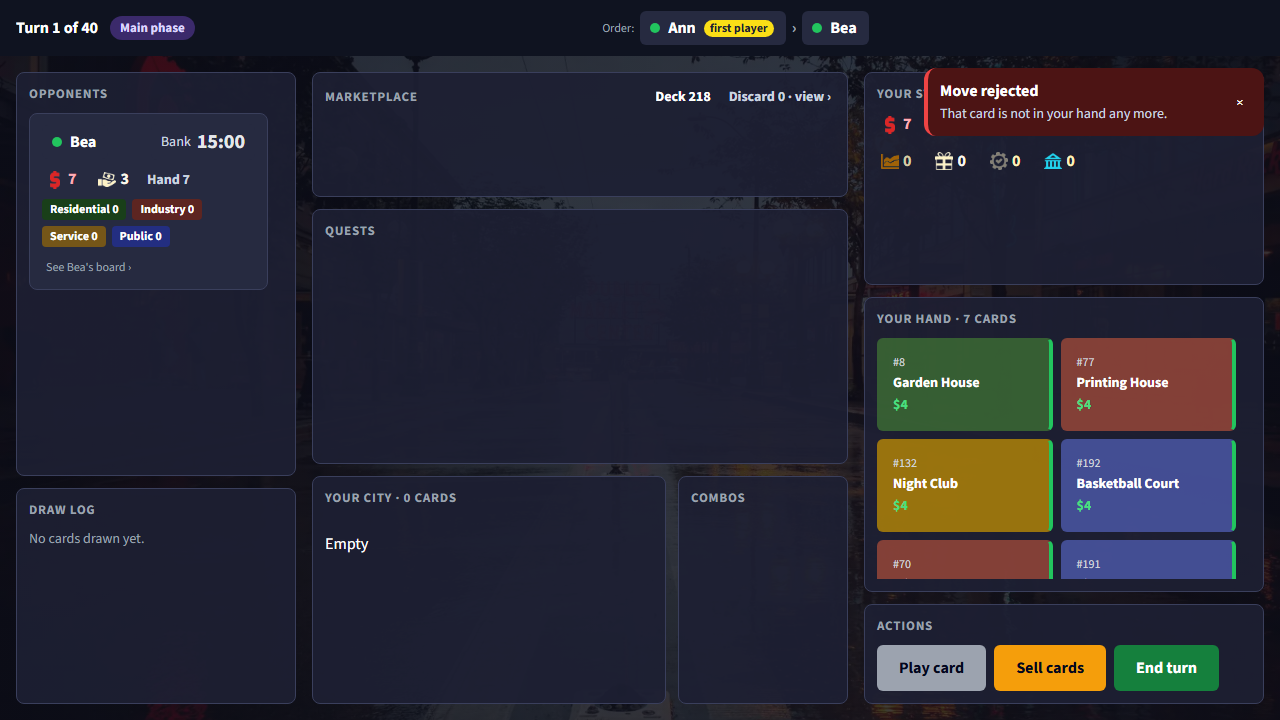 Turn 1 of 40 Main phase
Order: Ann first player › Bea
OPPONENTS
Bea Bank 15:00
7 3 Hand 7
Residential 0 Industry 0
Service 0 Public 0
See Bea's board ›
DRAW LOG
No cards drawn yet.
MARKETPLACE Deck 218 Discard 0 · view ›
QUESTS
YOUR CITY · 0 CARDS
Empty
COMBOS
YOUR S
Move rejected
That card is not in your hand any more.
×
$ 7
0 0 0 0
YOUR HAND · 7 CARDS
#8
Garden House
$4
#77
Printing House
$4
#132
Night Club
$4
#192
Basketball Court
$4
#70
#191
ACTIONS
Play card Sell cards End turn